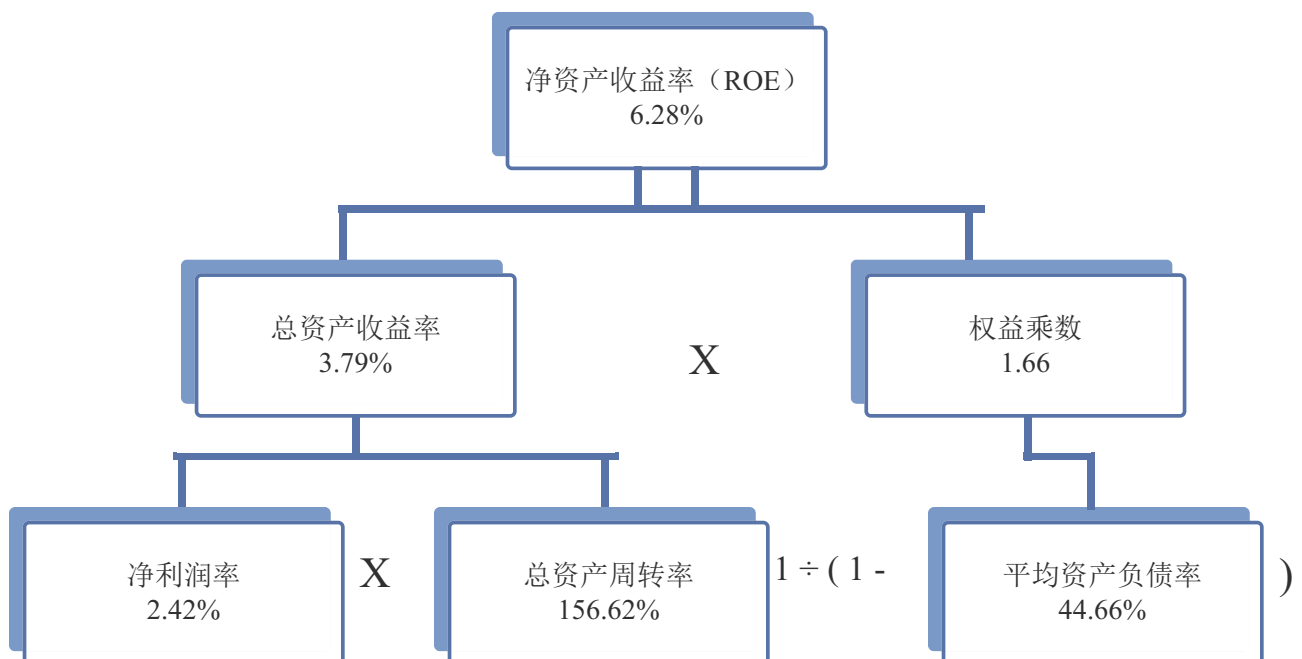 净资产收益率（ROE）
6.28%
总资产收益率
3.79%
X
权益乘数
1.66
净利润率
2.42%
X
总资产周转率
156.62%
1 ÷ ( 1 -
平均资产负债率
44.66%
)